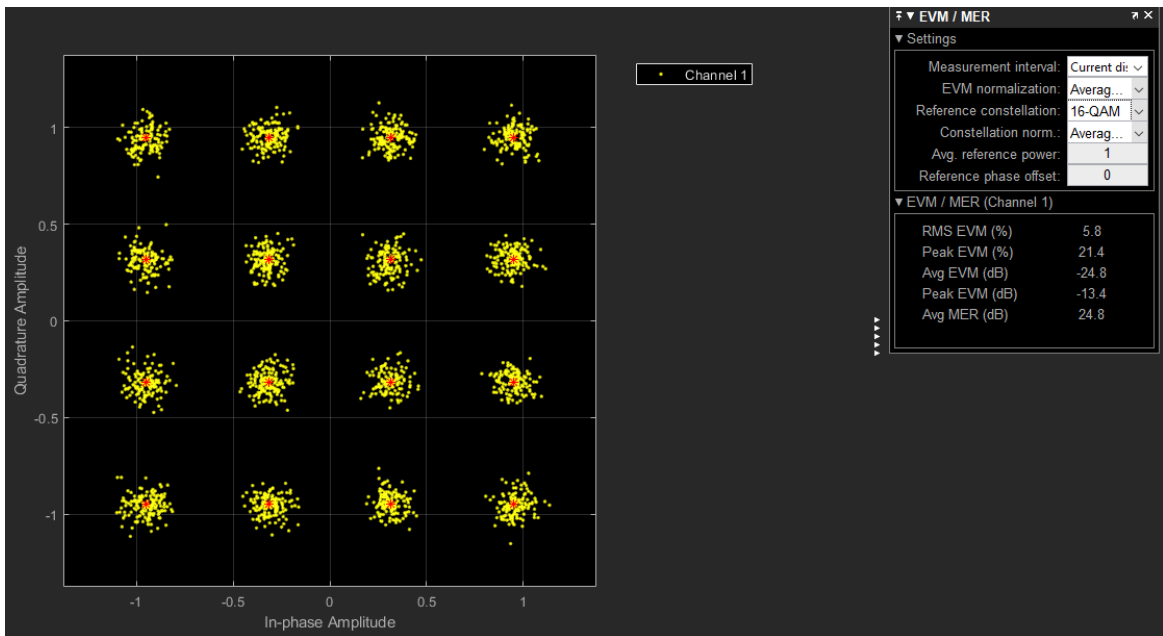 Channel 1
1
0.5
0
-0.5
-1
Quadrature Amplitude
-1
-0.5
0
0.5
1
In-phase Amplitude
EVM / MER
Settings
Measurement interval: Current dis
EVM normalization: Averag...
Reference constellation: 16-QAM
Constellation norm.: Averag...
Avg. reference power: 1
Reference phase offset: 0
EVM / MER (Channel 1)
RMS EVM (%) 5.8
Peak EVM (%) 21.4
Avg EVM (dB) -24.8
Peak EVM (dB) -13.4
Avg MER (dB) 24.8